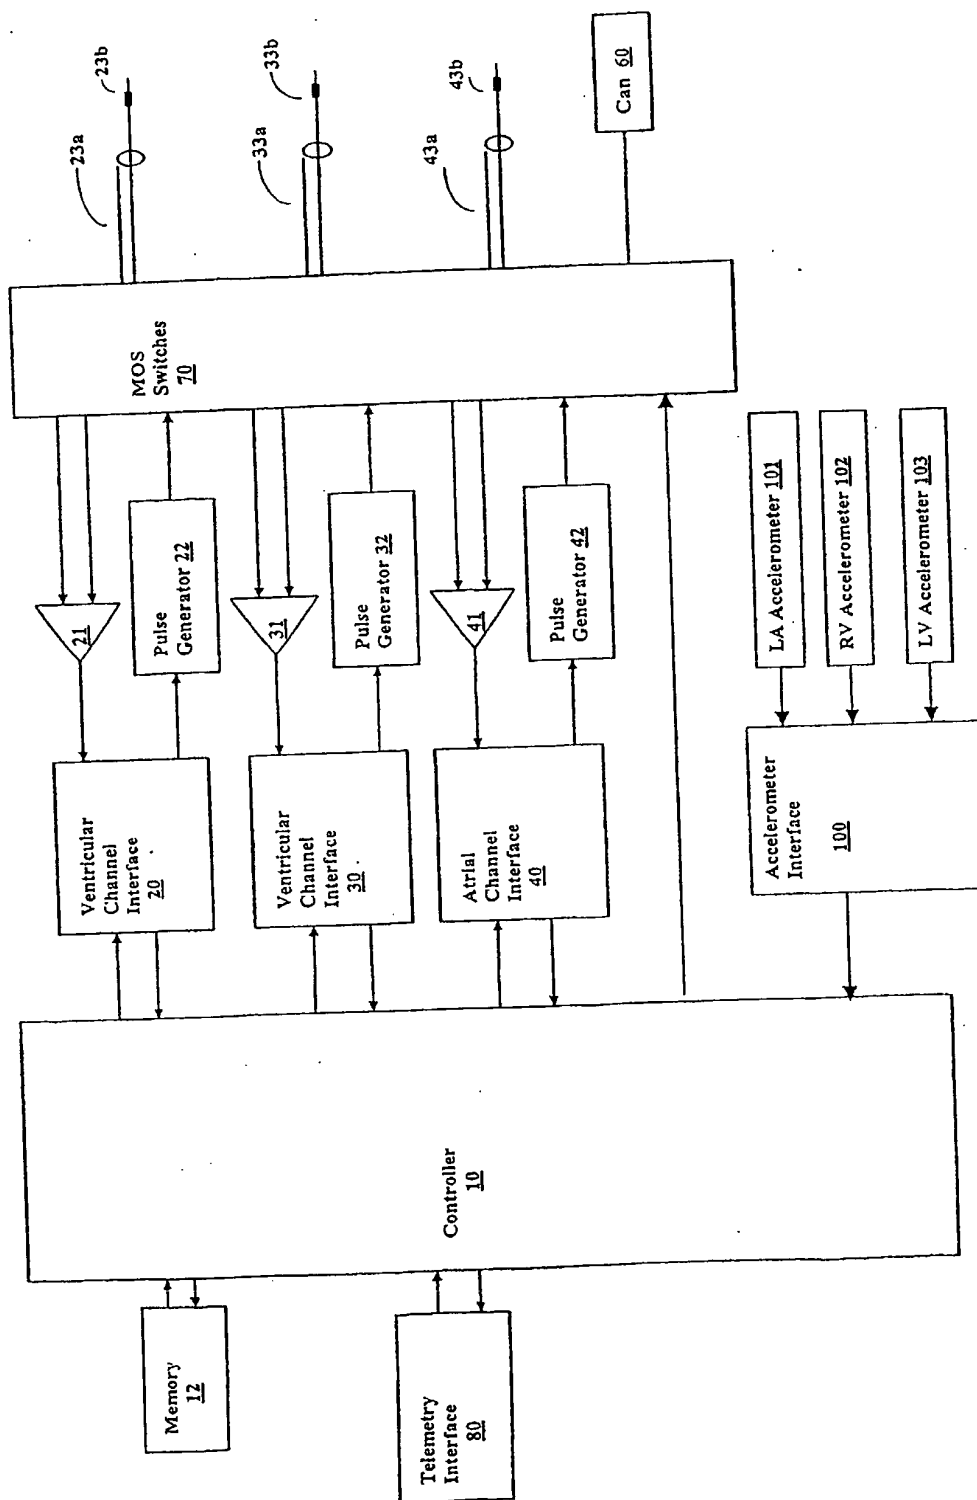 23b
23a
33b
33a
43b
43a
Can 60
MOS
Switches
70
21
Pulse
Generator 22
31
Pulse
Generator 32
41
Pulse
Generator 42
LA Accelerometer 101
RV Accelerometer 102
LV Accelerometer 103
Ventricular
Channel
Interface
20
Ventricular
Channel
Interface
30
Atrial
Channel
Interface
40
Accelerometer
Interface
100
Controller
10
Memory
12
Telemetry
Interface
80